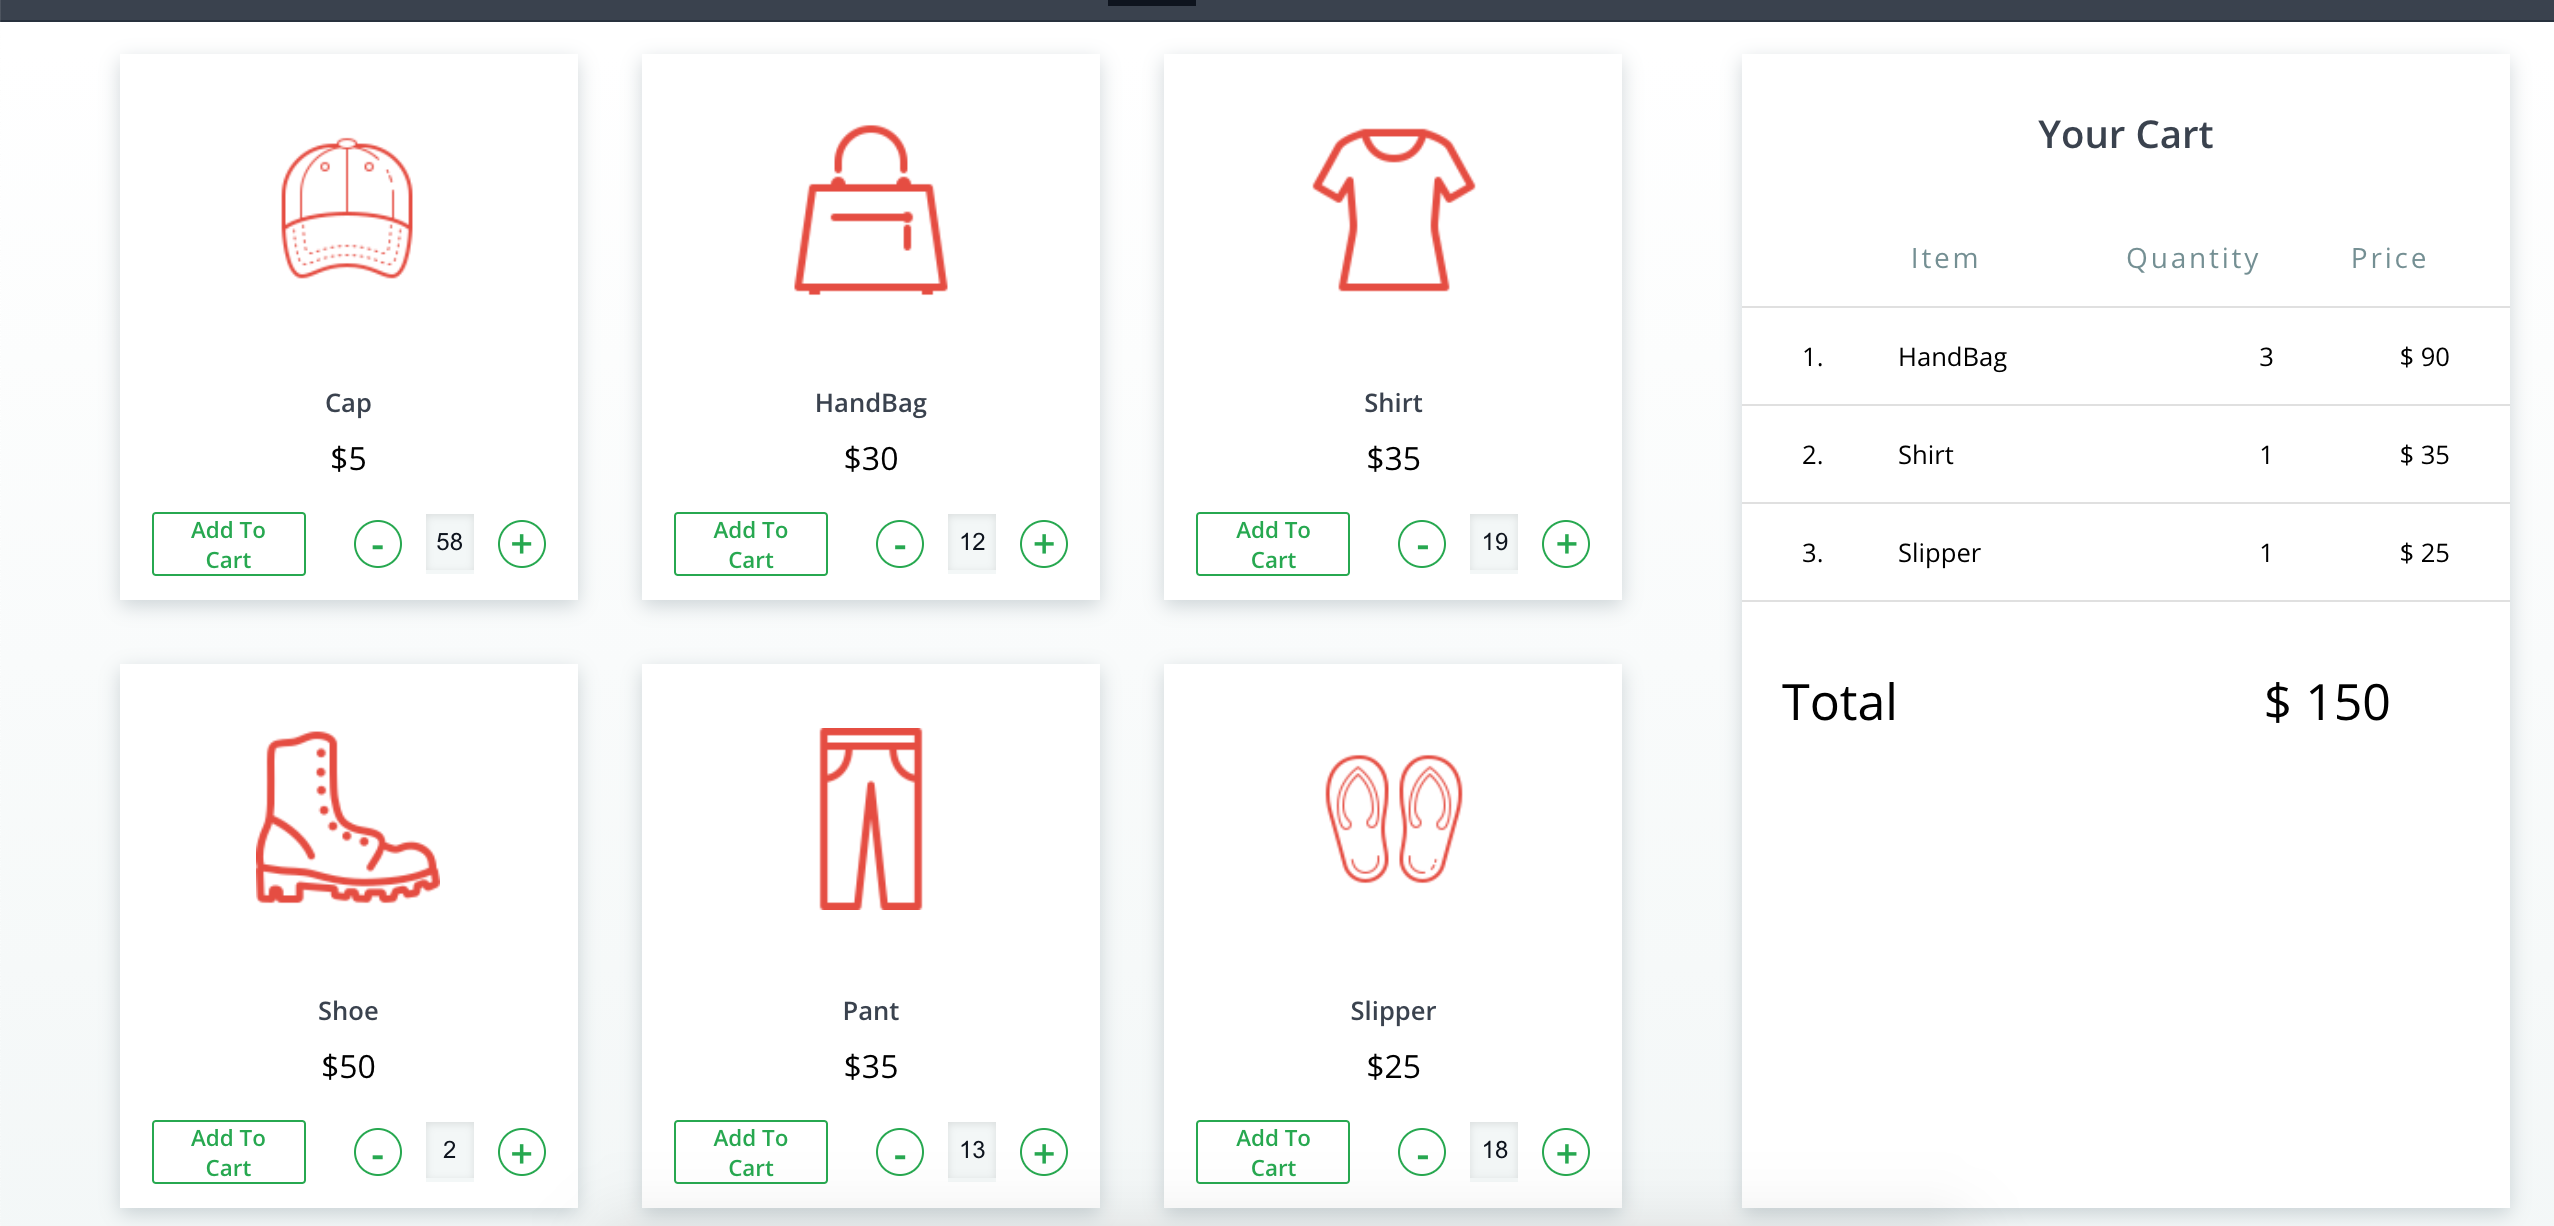 Cap
$5
Add To
Cart
- 58 +
HandBag
$30
Add To
Cart
- 12 +
Shirt
$35
Add To
Cart
- 19 +
Shoe
$50
Add To
Cart
- 2 +
Pant
$35
Add To
Cart
- 13 +
Slipper
$25
Add To
Cart
- 18 +
Your Cart
Item Quantity Price
1. HandBag 3 $ 90
2. Shirt 1 $ 35
3. Slipper 1 $ 25
Total $ 150